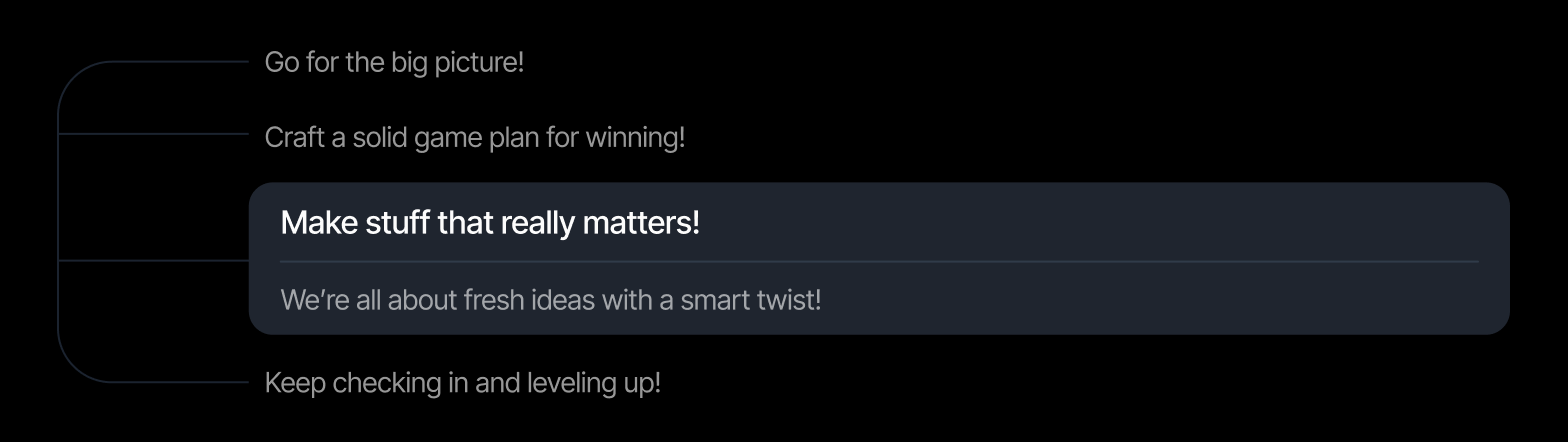 Go for the big picture!
Craft a solid game plan for winning!
Make stuff that really matters!
We’re all about fresh ideas with a smart twist!
Keep checking in and leveling up!